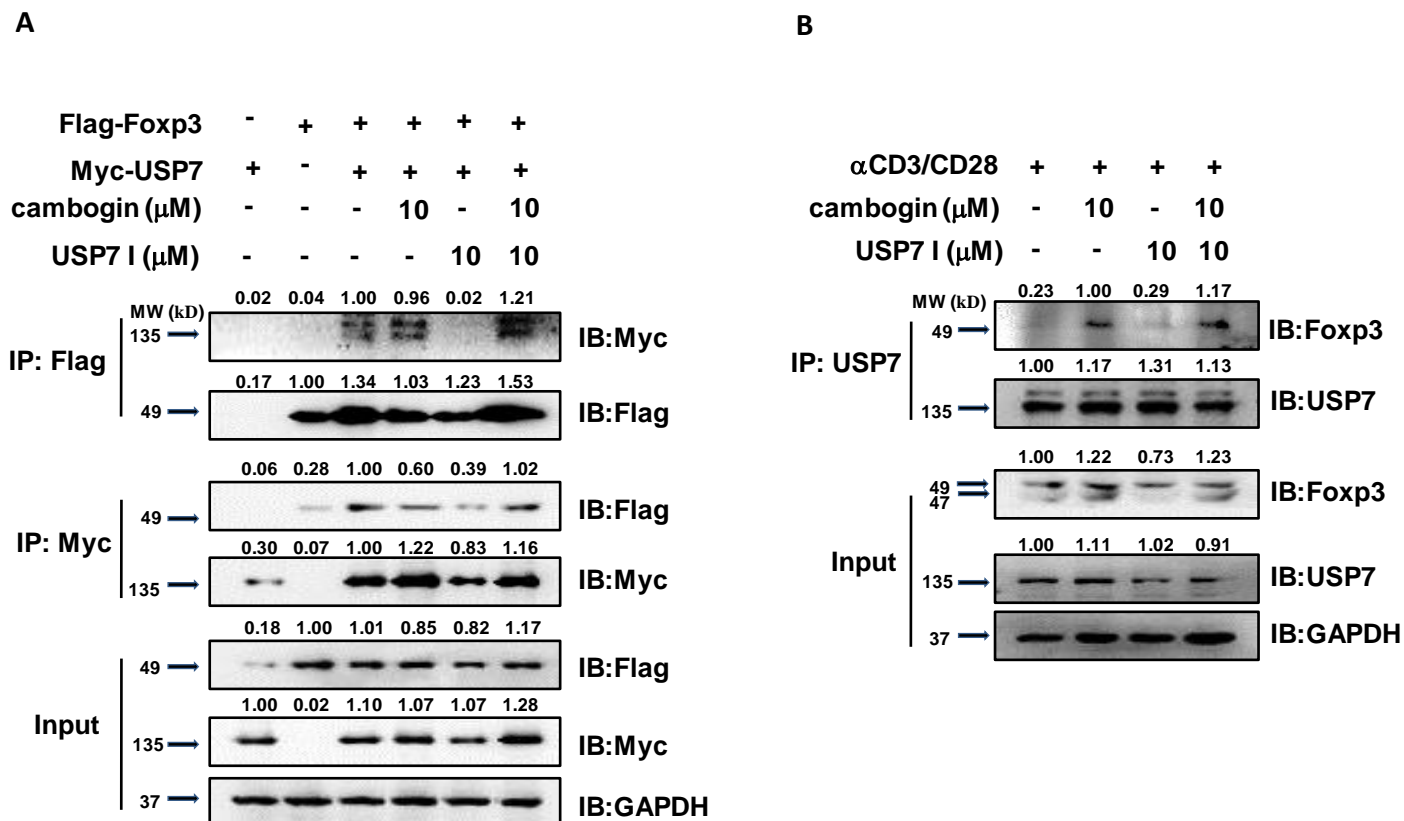 A
Flag-Foxp3 - + + + + +
Myc-USP7 + - + + + +
cambogin (μM) - - - 10 - 10
USP7 I (μM) - - - - 10 10
MW (kD) 0.02 0.04 1.00 0.96 0.02 1.21
IP: Flag
135 IB:Myc
0.17 1.00 1.34 1.03 1.23 1.53
49 IB:Flag
0.06 0.28 1.00 0.60 0.39 1.02
IP: Myc
49 IB:Flag
0.30 0.07 1.00 1.22 0.83 1.16
135 IB:Myc
0.18 1.00 1.01 0.85 0.82 1.17
Input
49 IB:Flag
1.00 0.02 1.10 1.07 1.07 1.28
135 IB:Myc
37 IB:GAPDH
B
αCD3/CD28 + + + +
cambogin (μM) - 10 - 10
USP7 I (μM) - - 10 10
MW (kD) 0.23 1.00 0.29 1.17
IP: USP7
49 IB:Foxp3
1.00 1.17 1.31 1.13
135 IB:USP7
1.00 1.22 0.73 1.23
Input
49 IB:Foxp3
47
1.00 1.11 1.02 0.91
135 IB:USP7
37 IB:GAPDH